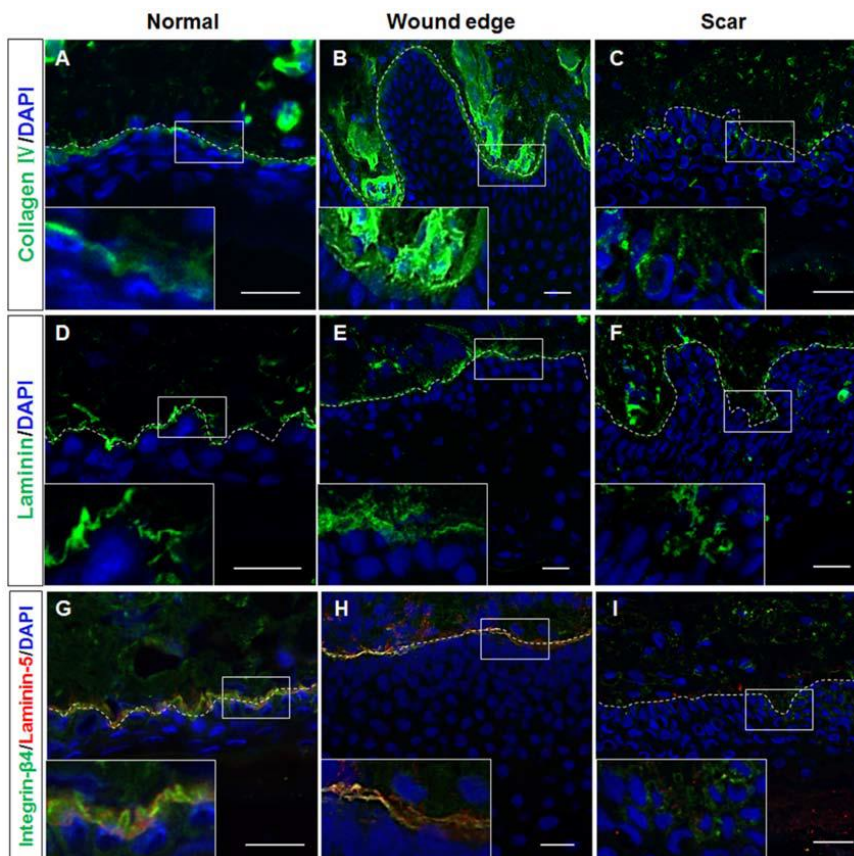 Normal Wound edge Scar
Collagen IV/DAPI
A B C
Laminin/DAPI
D E F
Integrin-β4/Laminin-5/DAPI
G H I